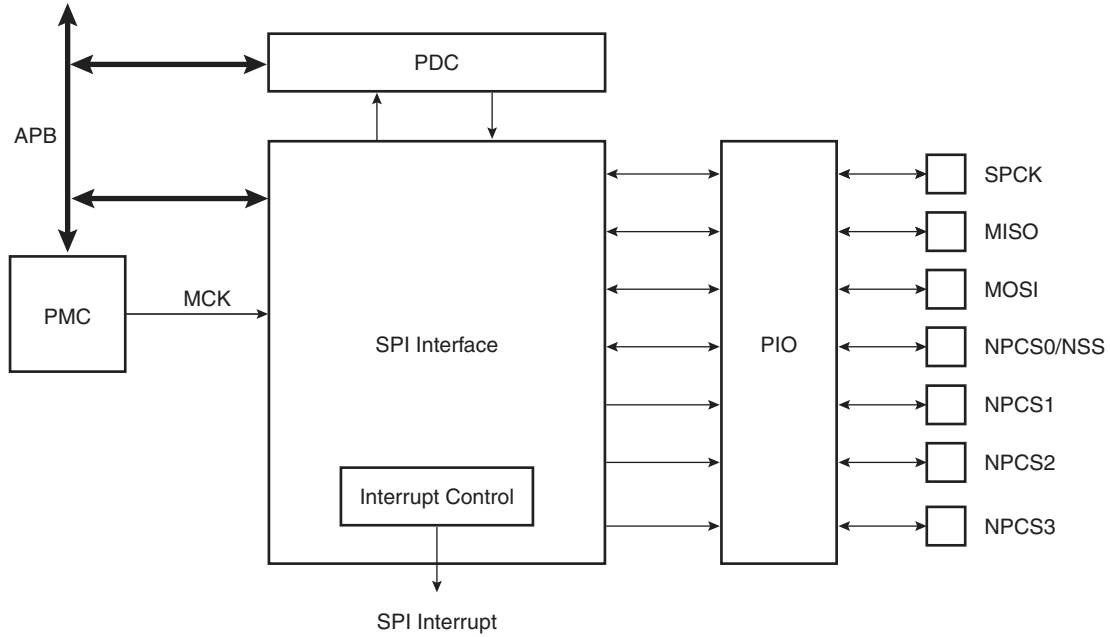 PDC
APB
SPCK
MISO
MOSI
PMC
MCK
SPI Interface
PIO
NPCS0/NSS
NPCS1
NPCS2
Interrupt Control
NPCS3
SPI Interrupt